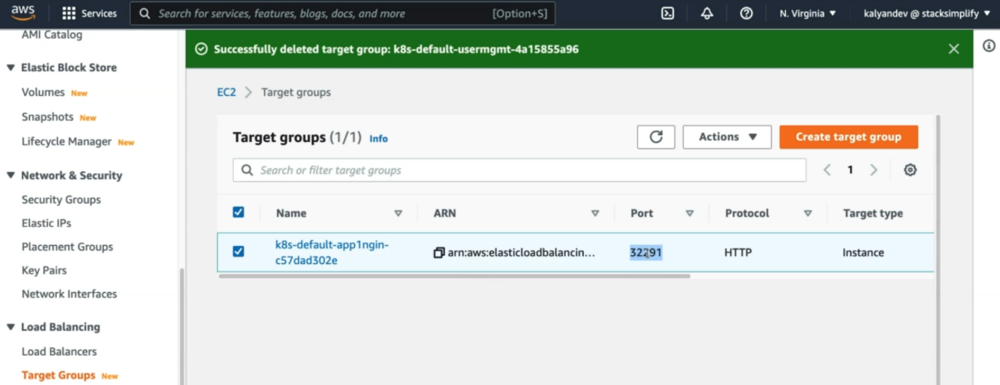 aws
Services
Search for services, features, blogs, docs, and more
[Option+S]
N. Virginia
kalyandev @ stacksimplify
AMI Catalog
Elastic Block Store
Volumes New
Snapshots New
Lifecycle Manager New
Network & Security
Security Groups
Elastic IPs
Placement Groups
Key Pairs
Network Interfaces
Load Balancing
Load Balancers
Target Groups New
Successfully deleted target group: k8s-default-usermgmt-4a15855a96
EC2 > Target groups
Target groups (1/1) Info
Actions
Create target group
Search or filter target groups
1
Name ARN Port Protocol Target type
k8s-default-app1ngin-
c57dad302e
arn:aws:elasticloadbalancin...
32291
HTTP
Instance